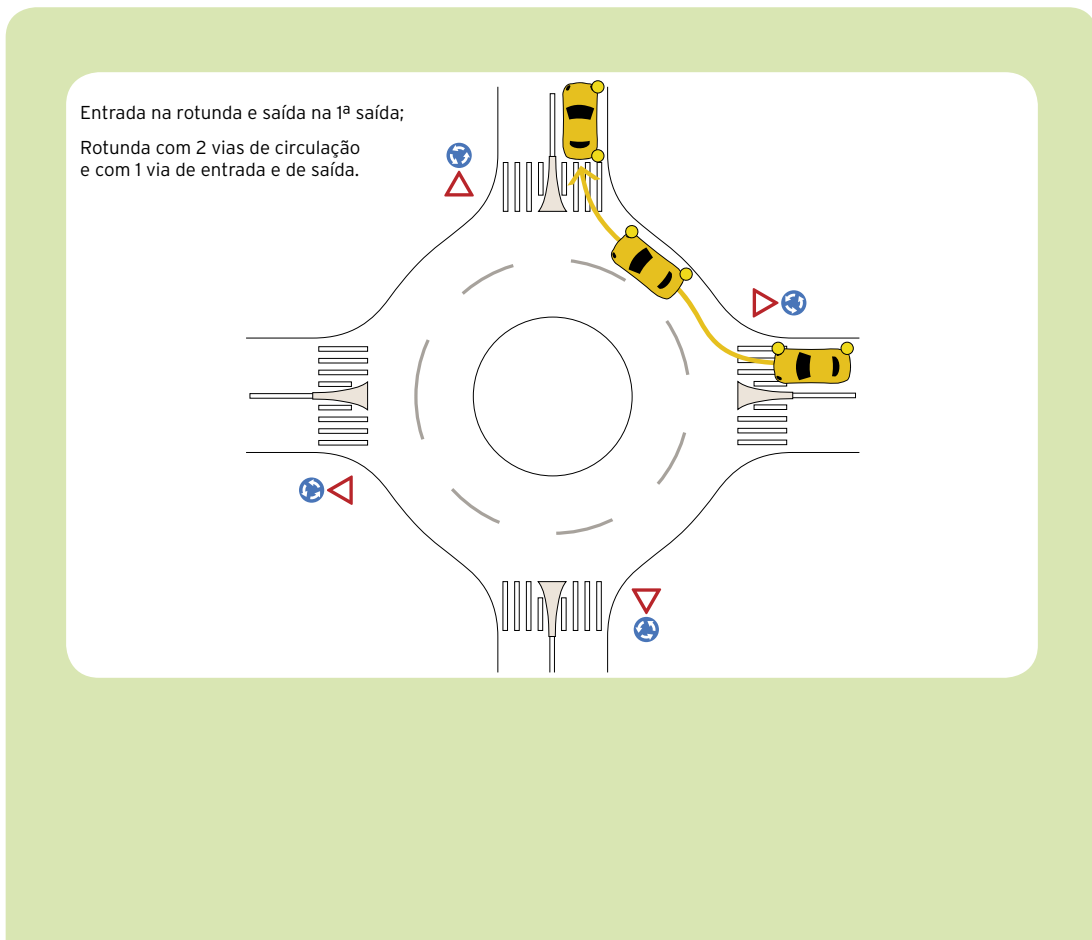 Entrada na rotunda e saída na 1ª saída;
Rotunda com 2 vias de circulação
e com 1 via de entrada e de saída.